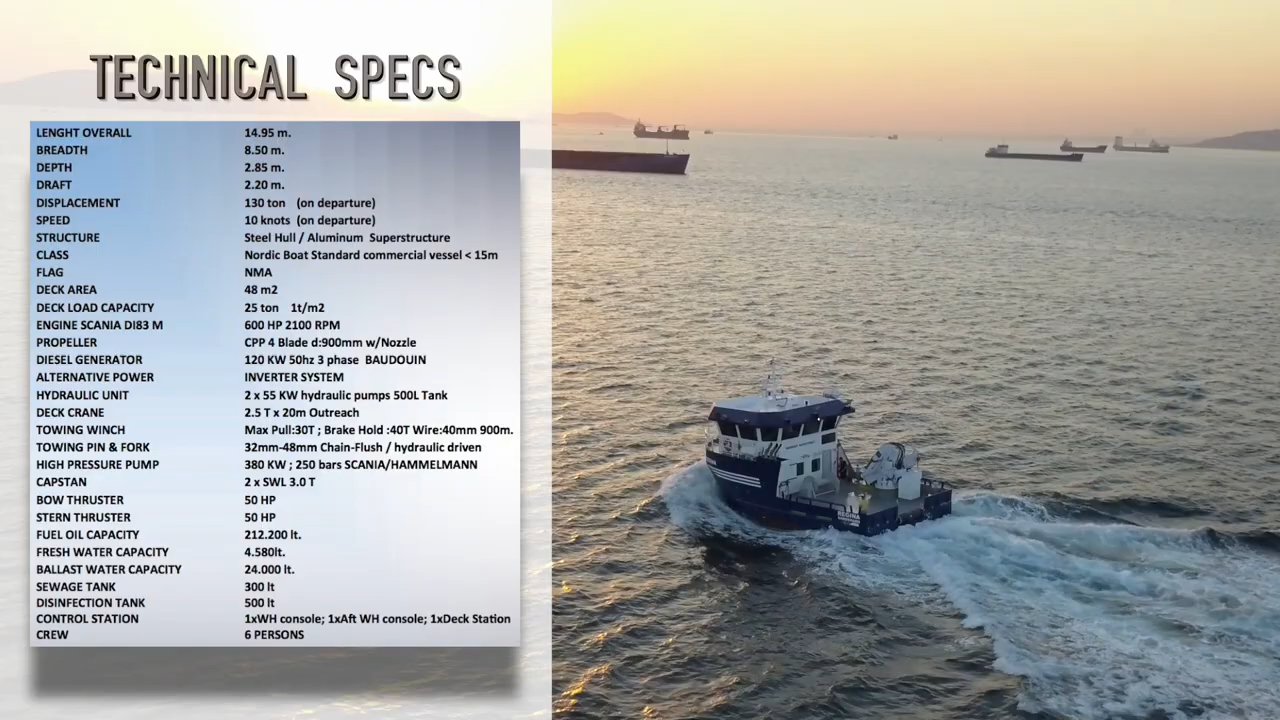 TECHNICAL SPECS
LENGHT OVERALL 14.95 m.
BREADTH 8.50 m.
DEPTH 2.85 m.
DRAFT 2.20 m.
DISPLACEMENT 130 ton (on departure)
SPEED 10 knots (on departure)
STRUCTURE Steel Hull / Aluminum Superstructure
CLASS Nordic Boat Standard commercial vessel < 15m
FLAG NMA
DECK AREA 48 m2
DECK LOAD CAPACITY 25 ton 1t/m2
ENGINE SCANIA DI83 M 600 HP 2100 RPM
PROPELLER CPP 4 Blade d:900mm w/Nozzle
DIESEL GENERATOR 120 KW 50hz 3 phase BAUDOUIN
ALTERNATIVE POWER INVERTER SYSTEM
HYDRAULIC UNIT 2 x 55 KW hydraulic pumps 500L Tank
DECK CRANE 2.5 T x 20m Outreach
TOWING WINCH Max Pull:30T ; Brake Hold :40T Wire:40mm 900m.
TOWING PIN & FORK 32mm-48mm Chain-Flush / hydraulic driven
HIGH PRESSURE PUMP 380 KW ; 250 bars SCANIA/HAMMELMANN
CAPSTAN 2 x SWL 3.0 T
BOW THRUSTER 50 HP
STERN THRUSTER 50 HP
FUEL OIL CAPACITY 212.200 lt.
FRESH WATER CAPACITY 4.580lt.
BALLAST WATER CAPACITY 24.000 lt.
SEWAGE TANK 300 lt
DISINFECTION TANK 500 lt
CONTROL STATION 1xWH console; 1xAft WH console; 1xDeck Station
CREW 6 PERSONS
REGINA